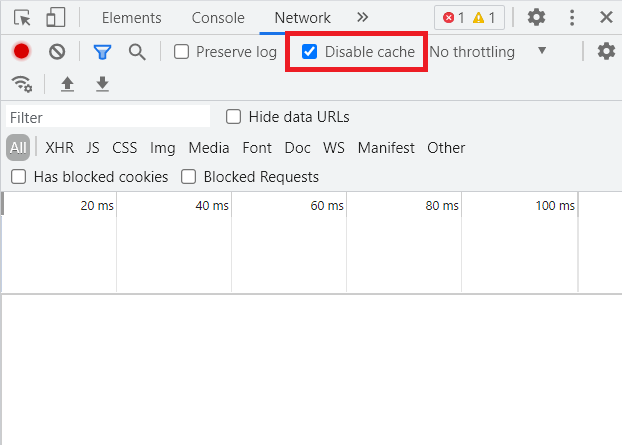 Elements Console Network 1 1
Preserve log Disable cache No throttling
Filter Hide data URLs
All XHR JS CSS Img Media Font Doc WS Manifest Other
Has blocked cookies Blocked Requests
20 ms 40 ms 60 ms 80 ms 100 ms